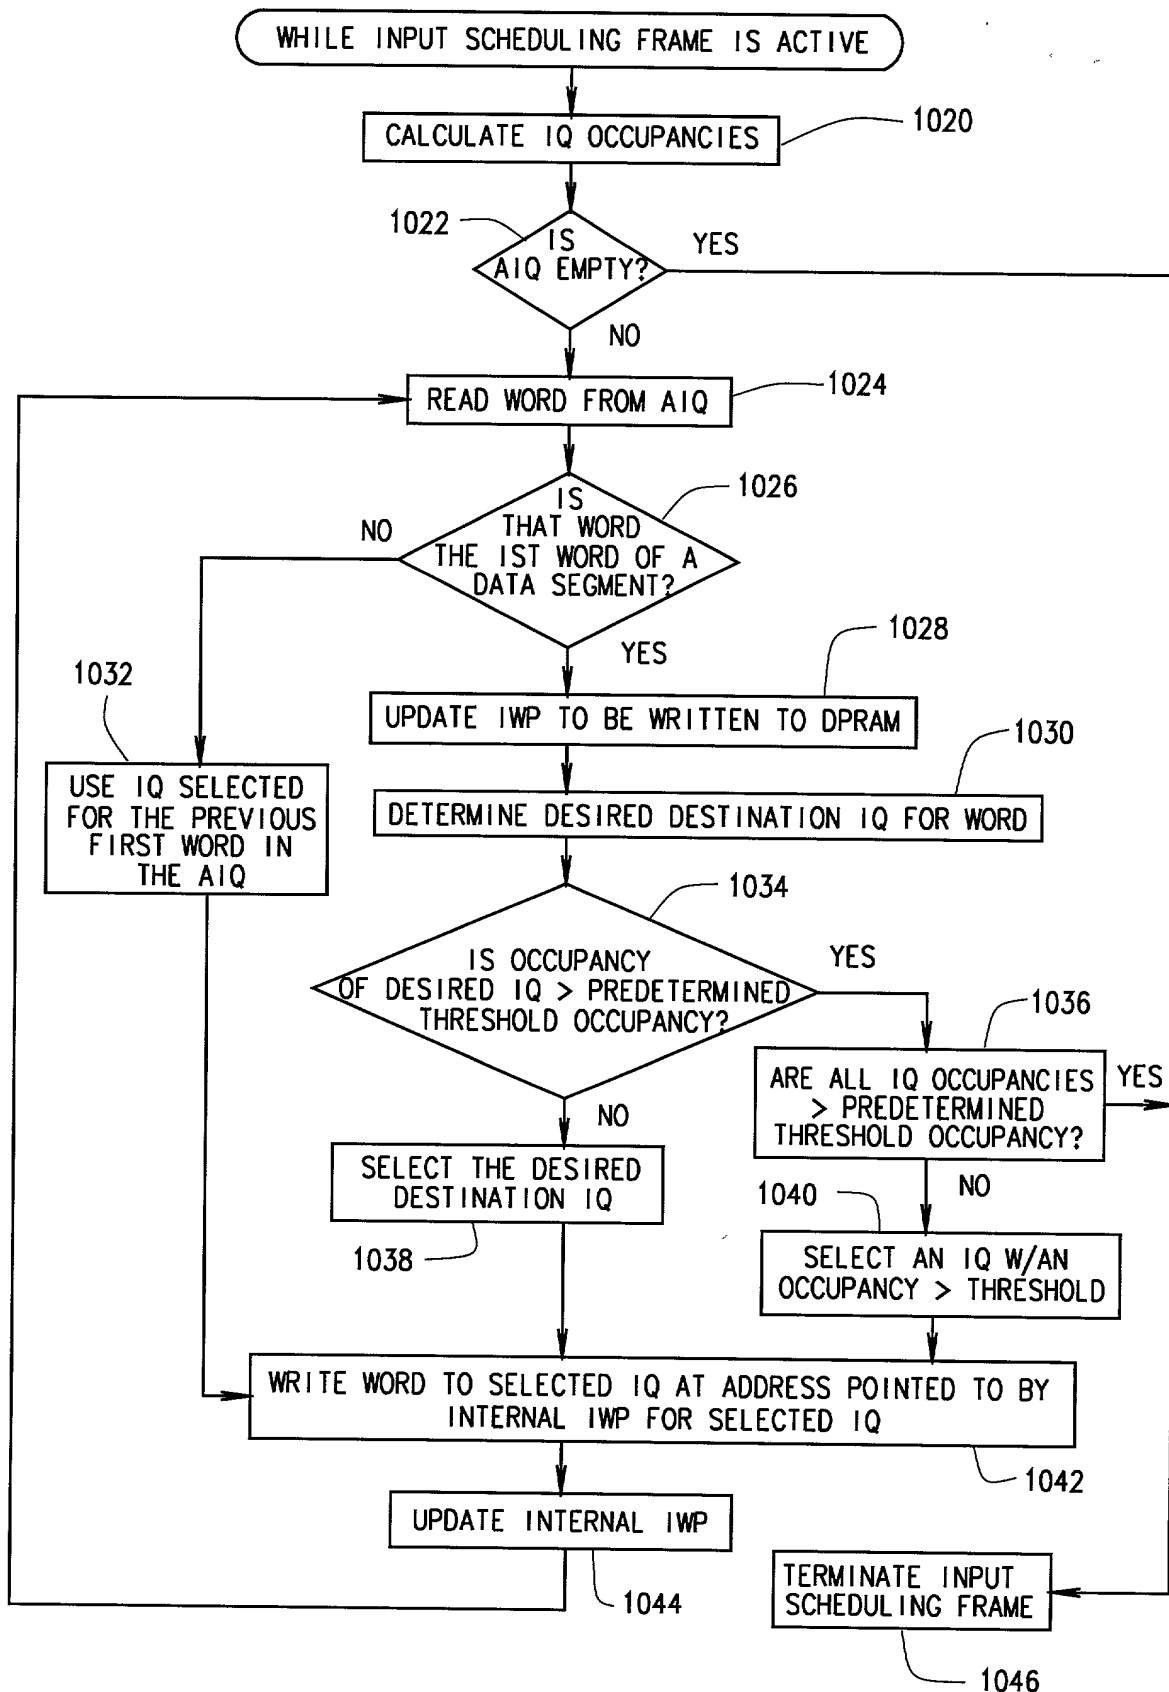 WHILE INPUT SCHEDULING FRAME IS ACTIVE
CALCULATE IQ OCCUPANCIES
1020
1022
IS
AIQ EMPTY?
YES
NO
READ WORD FROM AIQ
1024
IS
THAT WORD
THE 1ST WORD OF A
DATA SEGMENT?
1026
NO
YES
1028
UPDATE IWP TO BE WRITTEN TO DPRAM
1030
DETERMINE DESIRED DESTINATION IQ FOR WORD
1032
USE IQ SELECTED
FOR THE PREVIOUS
FIRST WORD IN
THE AIQ
1034
IS OCCUPANCY
OF DESIRED IQ > PREDETERMINED
THRESHOLD OCCUPANCY?
YES
NO
1036
ARE ALL IQ OCCUPANCIES
> PREDETERMINED
THRESHOLD OCCUPANCY?
YES
NO
SELECT THE DESIRED
DESTINATION IQ
1038
1040
SELECT AN IQ W/AN
OCCUPANCY > THRESHOLD
WRITE WORD TO SELECTED IQ AT ADDRESS POINTED TO BY
INTERNAL IWP FOR SELECTED IQ
1042
UPDATE INTERNAL IWP
1044
TERMINATE INPUT
SCHEDULING FRAME
1046